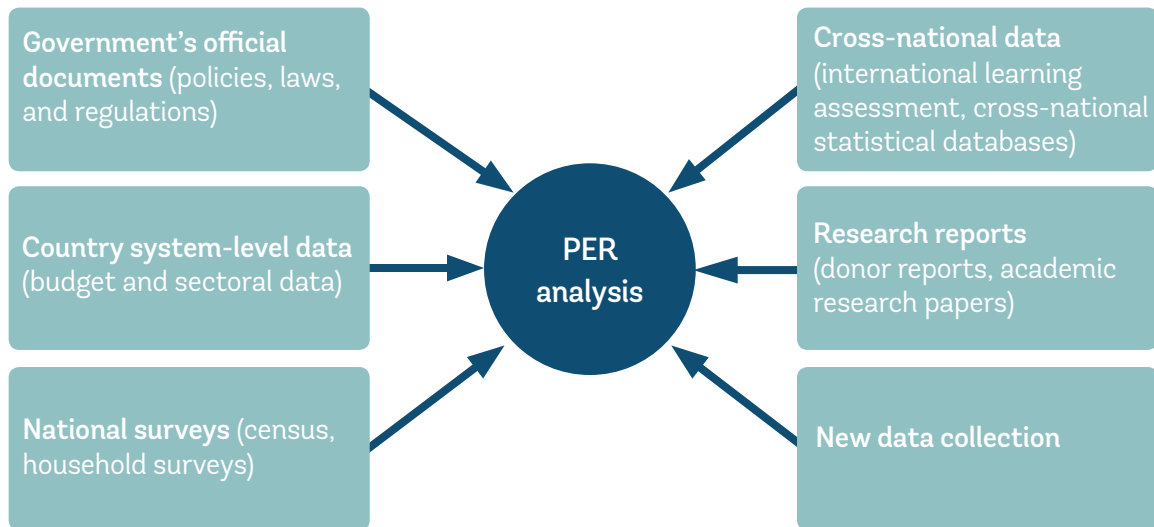 Government’s official
documents (policies, laws,
and regulations)
Country system-level data
(budget and sectoral data)
National surveys (census,
household surveys)
PER
analysis
Cross-national data
(international learning
assessment, cross-national
statistical databases)
Research reports
(donor reports, academic
research papers)
New data collection